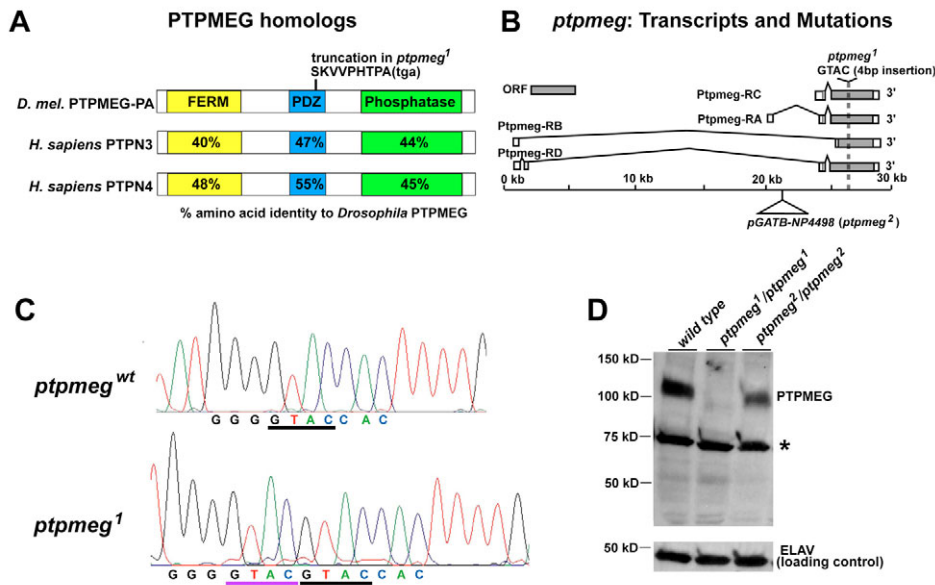 A
PTPMEG homologs
truncation in ptpmeg1
SKVVPHTPA(tga)
D. mel. PTPMEG-PA
FERM
PDZ
Phosphatase
H. sapiens PTPN3
40%
47%
44%
H. sapiens PTPN4
48%
55%
45%
% amino acid identity to Drosophila PTPMEG
B
ptpmeg: Transcripts and Mutations
ptpmeg1
GTAC (4bp insertion)
ORF
Ptpmeg-RC
3'
Ptpmeg-RA
3'
Ptpmeg-RB
3'
Ptpmeg-RD
3'
0 kb
10 kb
20 kb
30 kb
pGATB-NP4498 (ptpmeg2)
C
ptpmegwt
G G G G T A C C A C
ptpmeg1
G G G G T A C G T A C C A C
D
wild type
ptpmeg1/ptpmeg1
ptpmeg2/ptpmeg2
150 kD
100 kD
PTPMEG
75 kD
*
50 kD
50 kD
ELAV
(loading control)